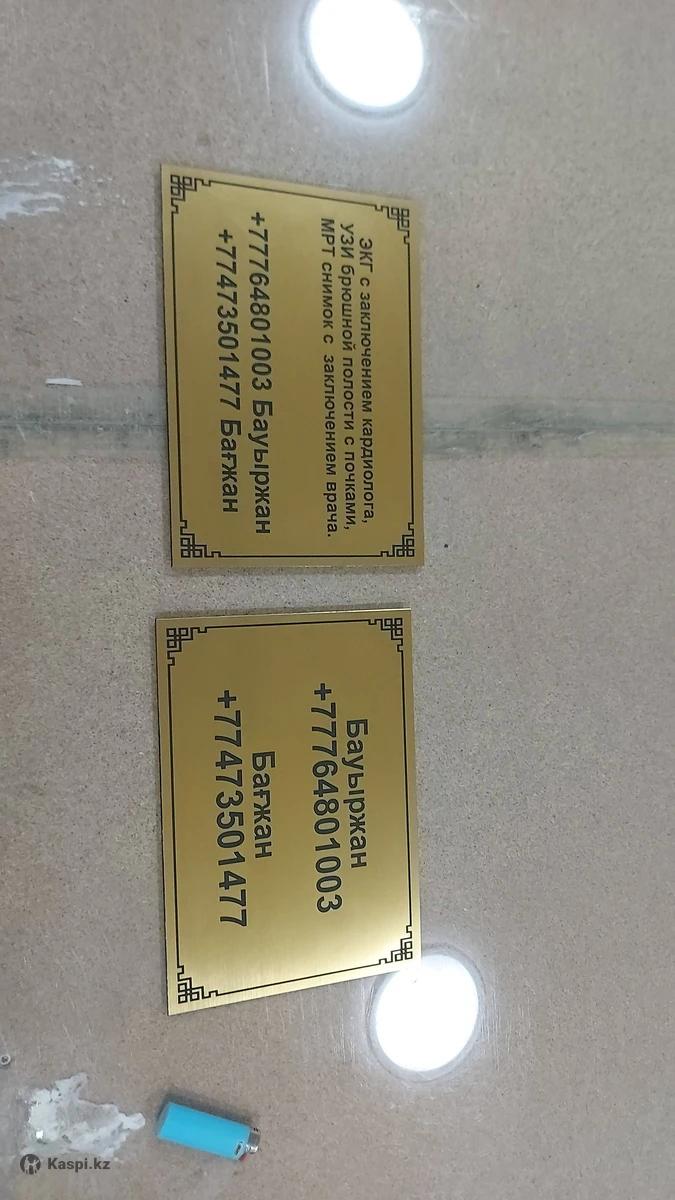 ЭКГ с заключением кардиолога,
УЗИ брюшной полости с почками,
МРТ снимок с заключением врача.
+77764801003 Бауыржан
+77473501477 Бағжан
Бауыржан
+77764801003
Бағжан
+77473501477
Kaspi.kz